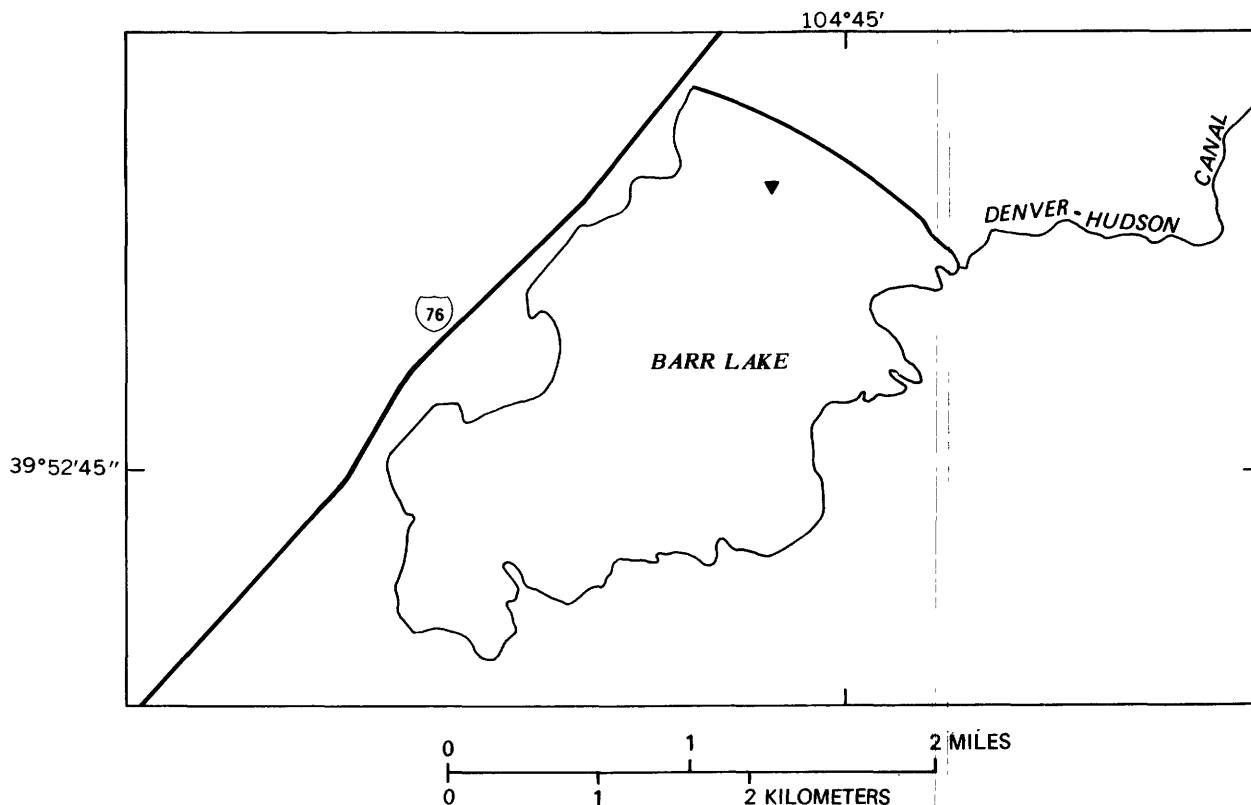 104°45'
CANAL
DENVER-HUDSON
76
BARR LAKE
39°52'45"
0 1 2 MILES
0 1 2 KILOMETERS